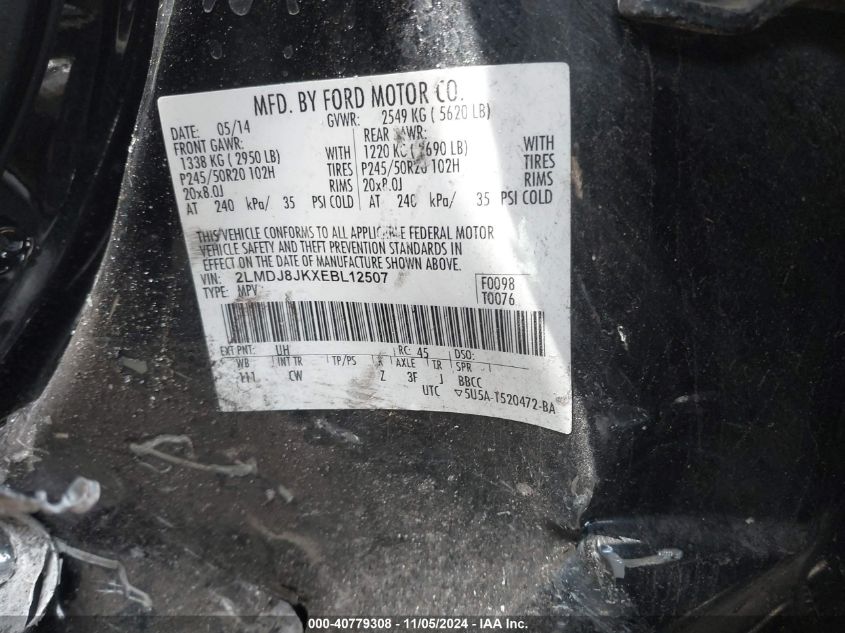 MFD. BY FORD MOTOR CO.
DATE: 05/14 GVWR: 2549 KG ( 5620 LB)
FRONT GAWR: REAR GAWR:
1338 KG ( 2950 LB) WITH 1220 KG ( 2690 LB) WITH
P245/50R20 102H TIRES P245/50R20 102H TIRES
20x8.0J RIMS 20x8.0J RIMS
AT 240 kPa/ 35 PSI COLD AT 240 kPa/ 35 PSI COLD
THIS VEHICLE CONFORMS TO ALL APPLICABLE FEDERAL MOTOR
VEHICLE SAFETY AND THEFT PREVENTION STANDARDS IN
EFFECT ON THE DATE OF MANUFACTURE SHOWN ABOVE.
VIN: 2LMDJ8JKXEBL12507 F0098
TYPE: MPV T0076
EXT PNT: UH RC: 45 DSO:
WB INT TR TP/PS R AXLE TR SPR
111 CW Z 3F J BBCC
UTC ▽5U5A-1520472-BA
000-40779308 - 11/05/2024 - IAA Inc.